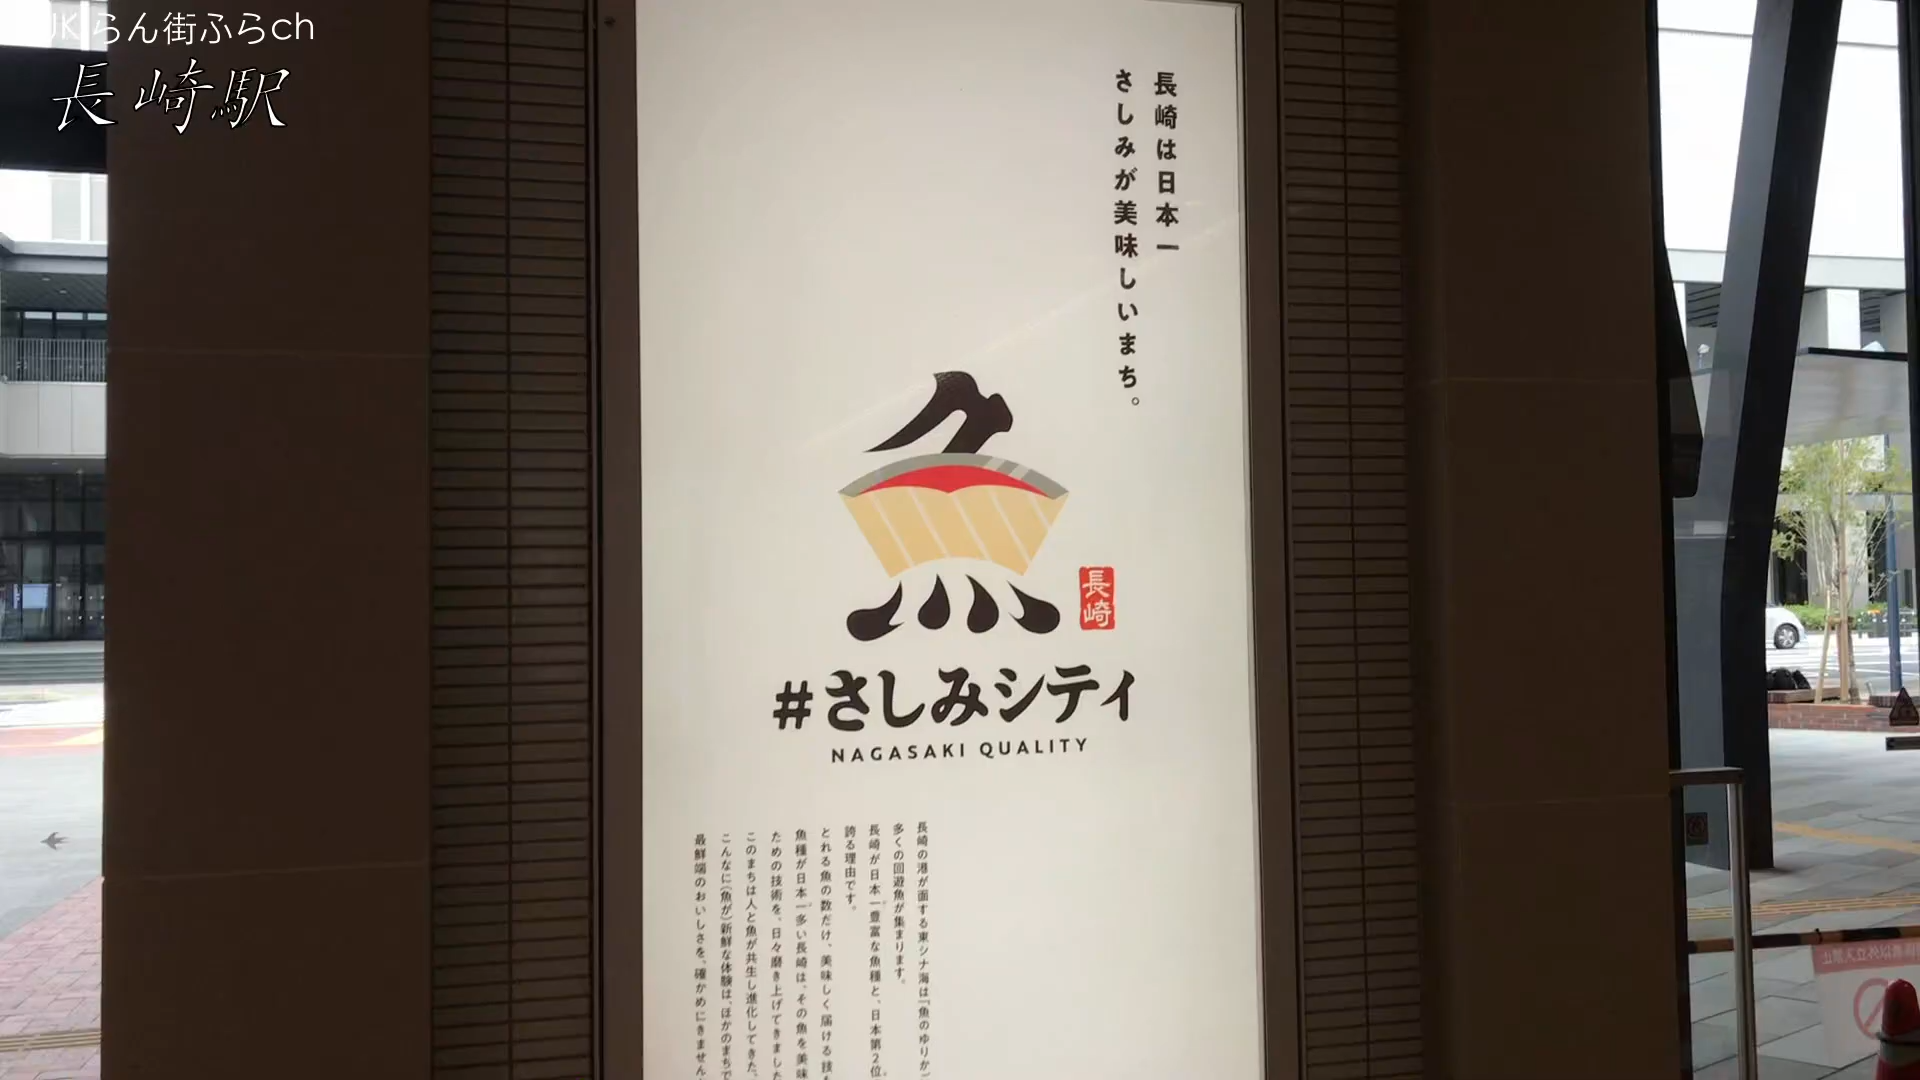 らん街ふらch
長崎駅
長崎は日本一
さしみが美味しいまち。
魚
長崎
#さしみシティ
NAGASAKI QUALITY
長崎の港が面する東シナ海は「魚のゆりか
多くの回遊魚が集まります。
長崎が日本一豊富な魚種と、日本第2位
誇る理由です。
とれる魚の数だけ、美味しく届ける技
魚種が日本一多い長崎は、その魚を美味
ための技術を、日々磨き上げてきました
このまちは人と魚が共生し進化してきた、
こんなに(魚が)新鮮な体験は、ほかのまちで
最鮮端のおいしさを、確かめにきません